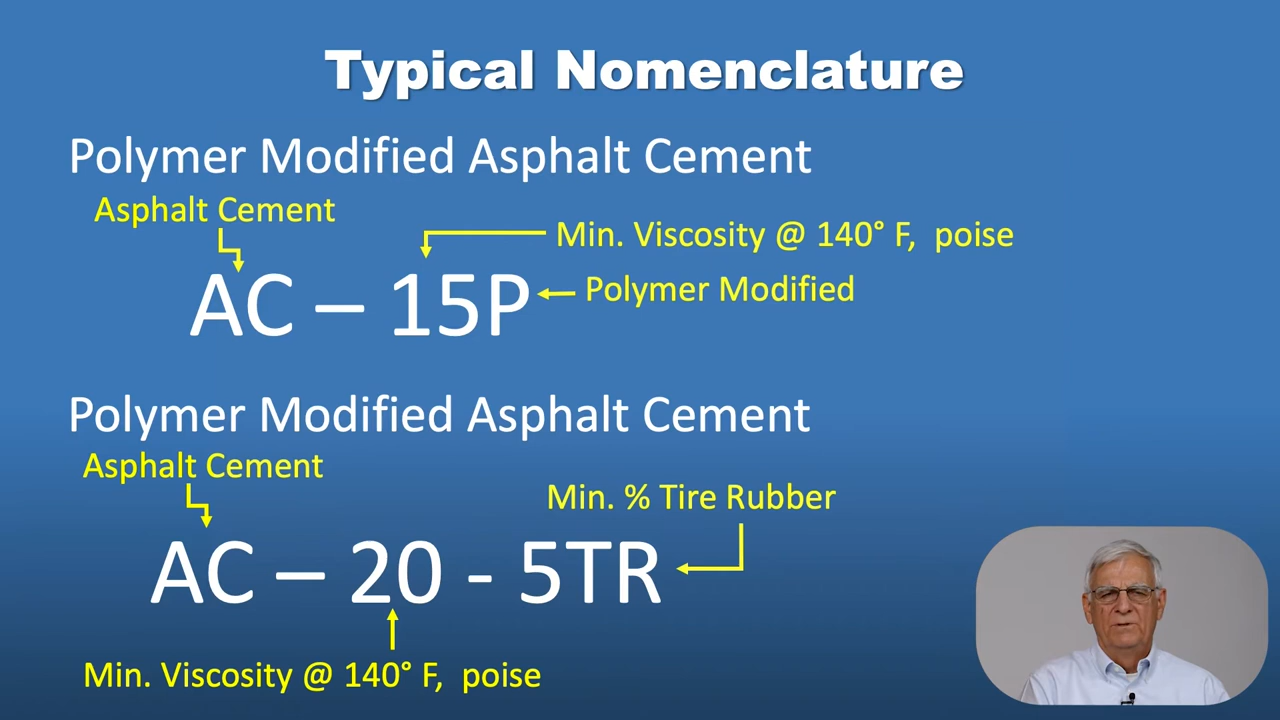 Typical Nomenclature
Polymer Modified Asphalt Cement
Asphalt Cement
Min. Viscosity @ 140° F, poise
AC – 15P
Polymer Modified
Polymer Modified Asphalt Cement
Asphalt Cement
Min. % Tire Rubber
AC – 20 - 5TR
Min. Viscosity @ 140° F, poise